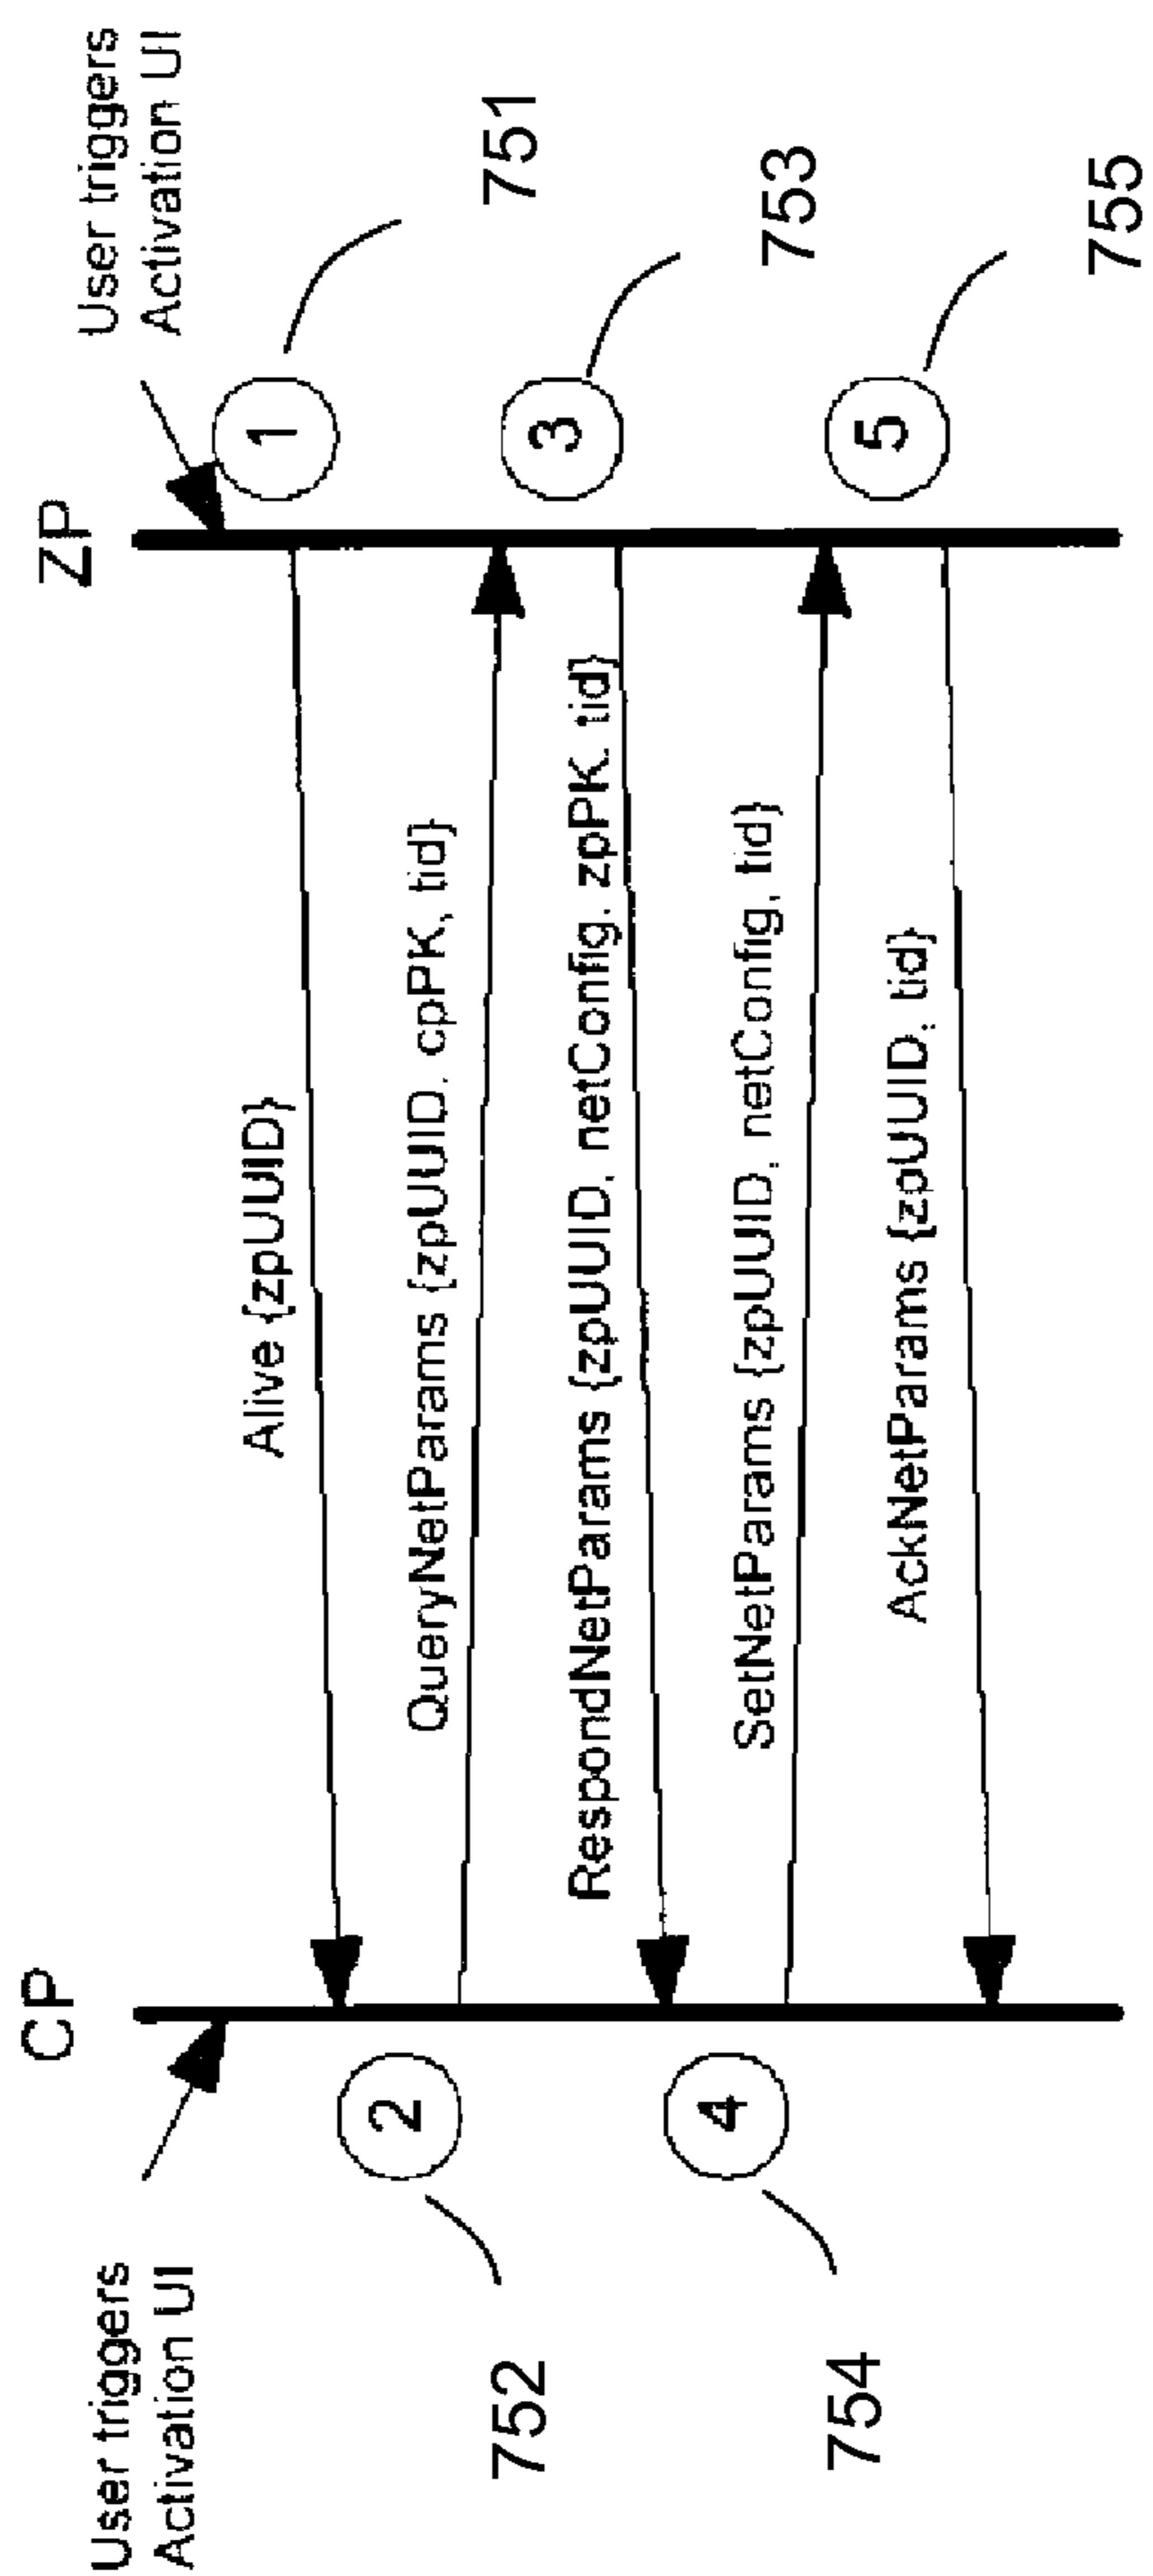 CP
ZP
User triggers
Activation UI
User triggers
Activation UI
1
751
Alive {zpUUID}
2
752
QueryNetParams {zpUUID, cpPK, tid}
3
753
RespondNetParams {zpUUID, netConfig, zpPK, tid}
4
754
SetNetParams {zpUUID, netConfig, tid}
5
755
AckNetParams {zpUUID, tid}